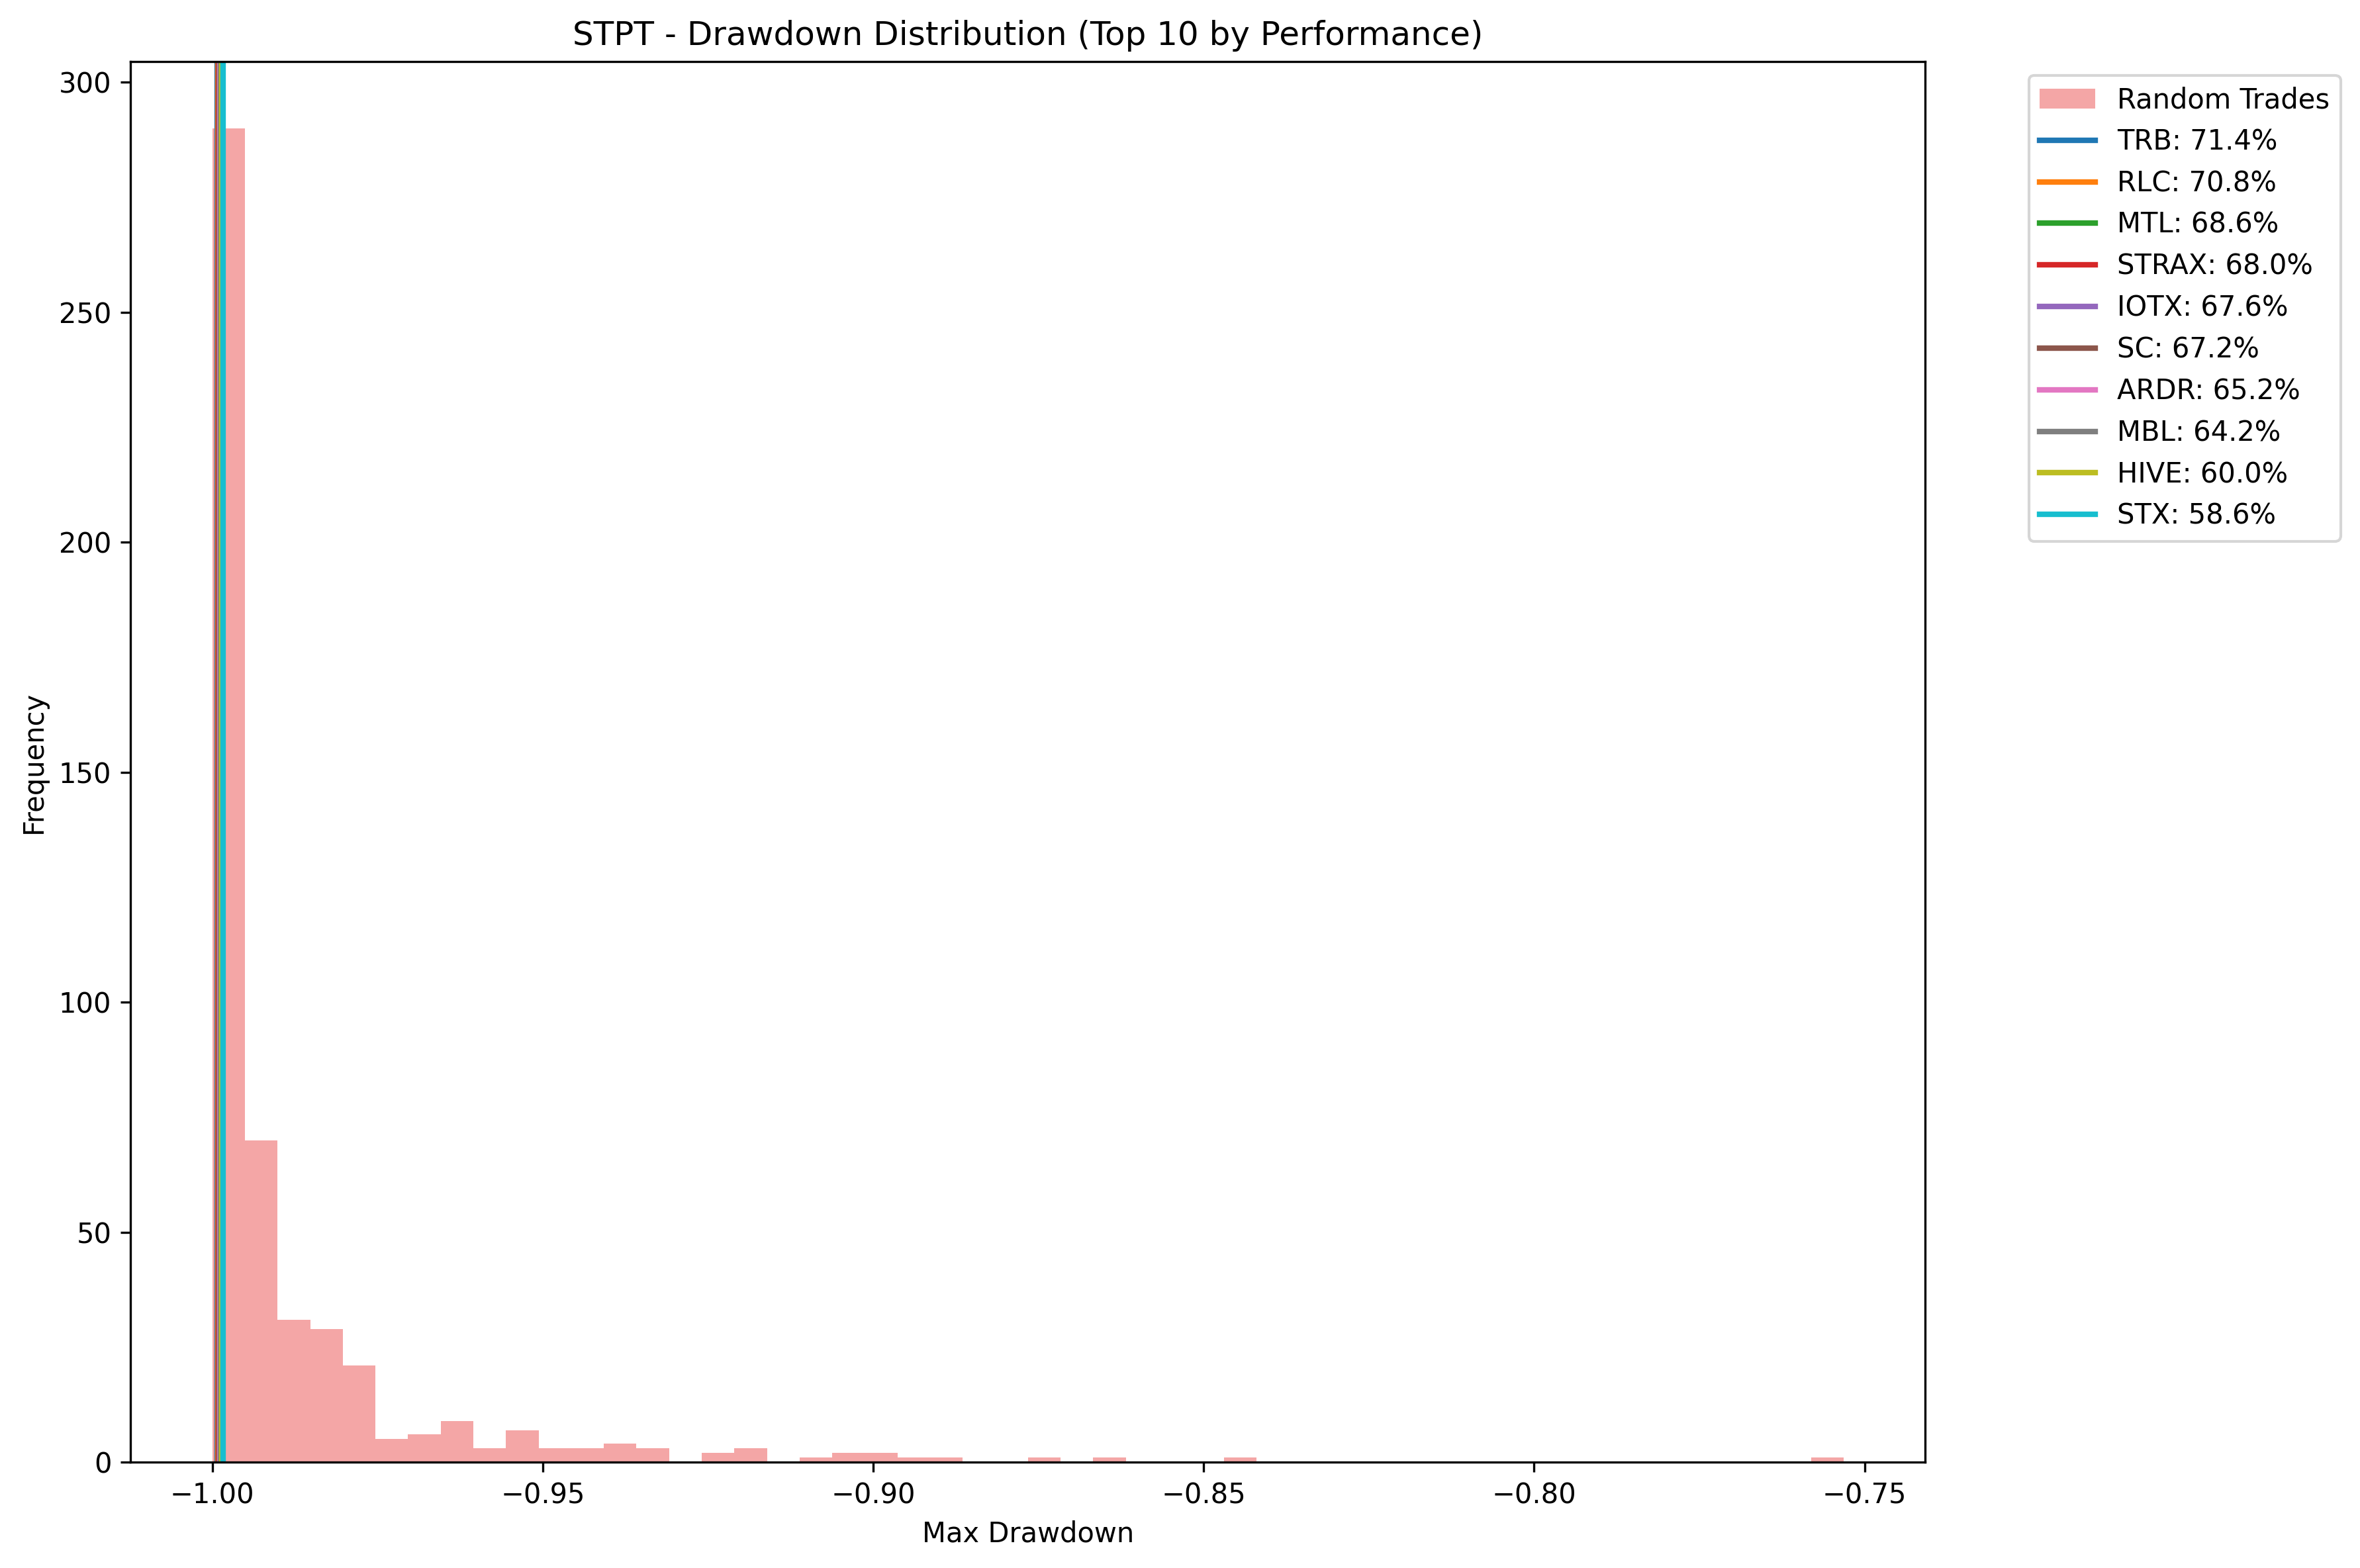 STPT - Drawdown Distribution (Top 10 by Performance)
300
250
200
150
100
50
0
Frequency
−1.00
−0.95
−0.90
−0.85
−0.80
−0.75
Max Drawdown
Random Trades
TRB: 71.4%
RLC: 70.8%
MTL: 68.6%
STRAX: 68.0%
IOTX: 67.6%
SC: 67.2%
ARDR: 65.2%
MBL: 64.2%
HIVE: 60.0%
STX: 58.6%